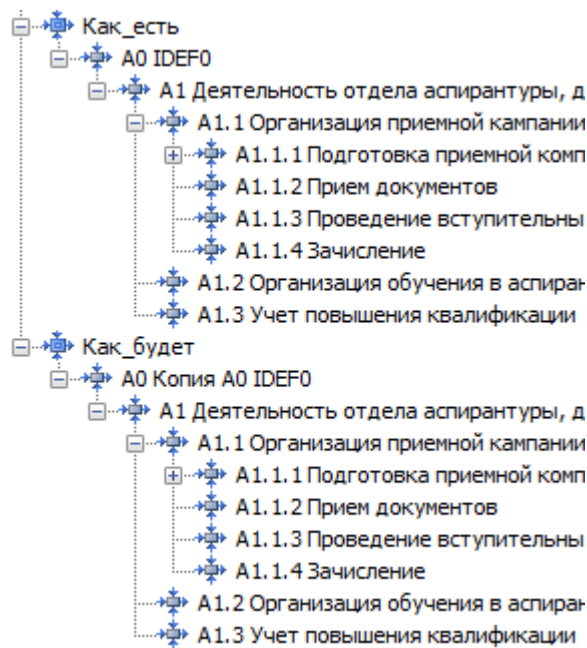 Как_есть
A0 IDEF0
A1 Деятельность отдела аспирантуры, д
A1.1 Организация приемной кампании
A1.1.1 Подготовка приемной комп
A1.1.2 Прием документов
A1.1.3 Проведение вступительны
A1.1.4 Зачисление
A1.2 Организация обучения в аспиран
A1.3 Учет повышения квалификации
Как_будет
A0 Копия A0 IDEF0
A1 Деятельность отдела аспирантуры, д
A1.1 Организация приемной кампании
A1.1.1 Подготовка приемной комп
A1.1.2 Прием документов
A1.1.3 Проведение вступительны
A1.1.4 Зачисление
A1.2 Организация обучения в аспиран
A1.3 Учет повышения квалификации